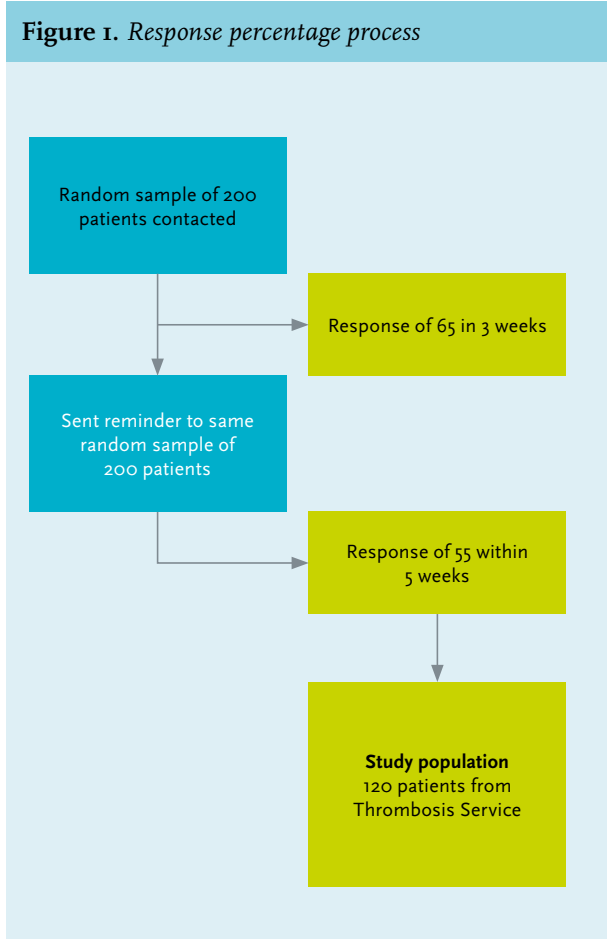 Figure 1. Response percentage process
Random sample of 200
patients contacted
Response of 65 in 3 weeks
Sent reminder to same
random sample of
200 patients
Response of 55 within
5 weeks
Study population
120 patients from
Thrombosis Service